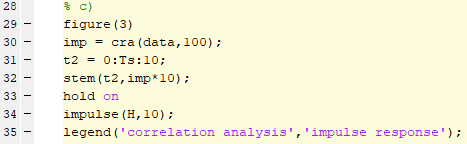 28 % c)
29 – figure(3)
30 – imp = cra(data,100);
31 – t2 = 0:Ts:10;
32 – stem(t2,imp*10);
33 – hold on
34 – impulse(H,10);
35 – legend('correlation analysis','impulse response');